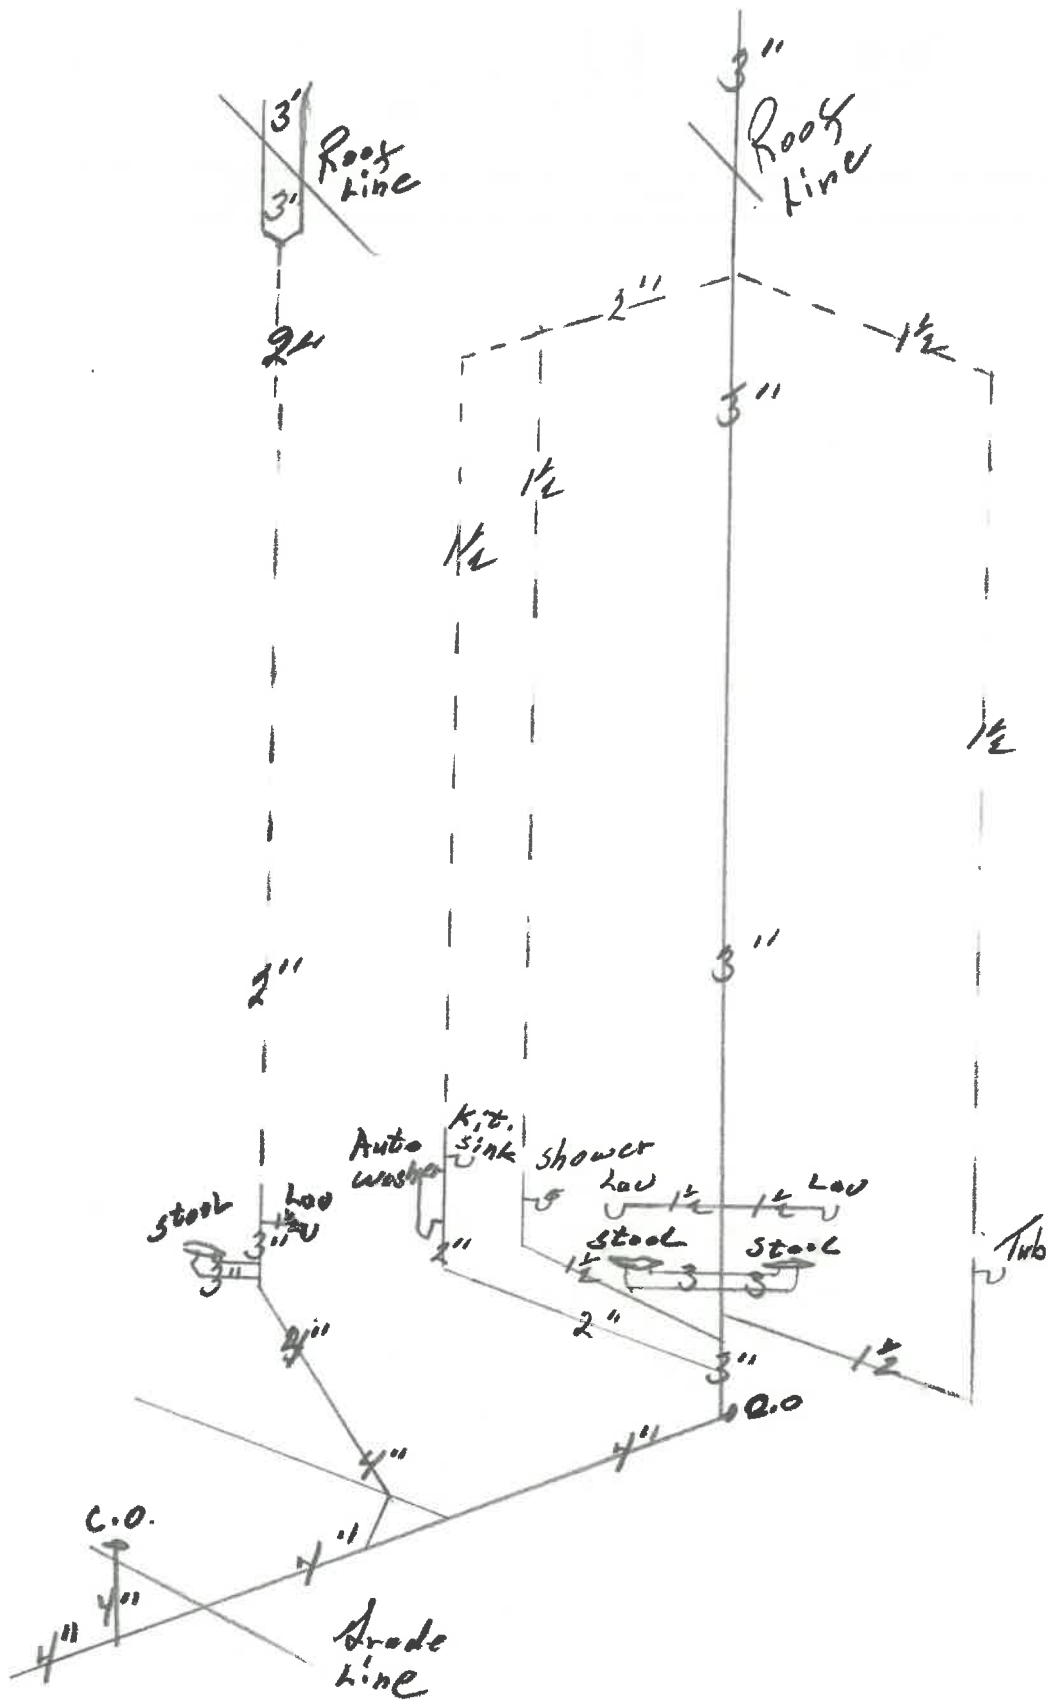 3"
3'
Roof
Line
Roof
Line
3'
2"
2"
1½
3"
1½
1½
1½
3"
2"
Kit.
sink
Auto
washer
shower
Lav
1½
1½
Lav
stool
Lav
1½
3"
3"
2"
stool
3
3
stool
Tub
1½
2"
4"
3"
1½
C.O
4"
4"
C.O.
4"
4"
4"
Grade
Line